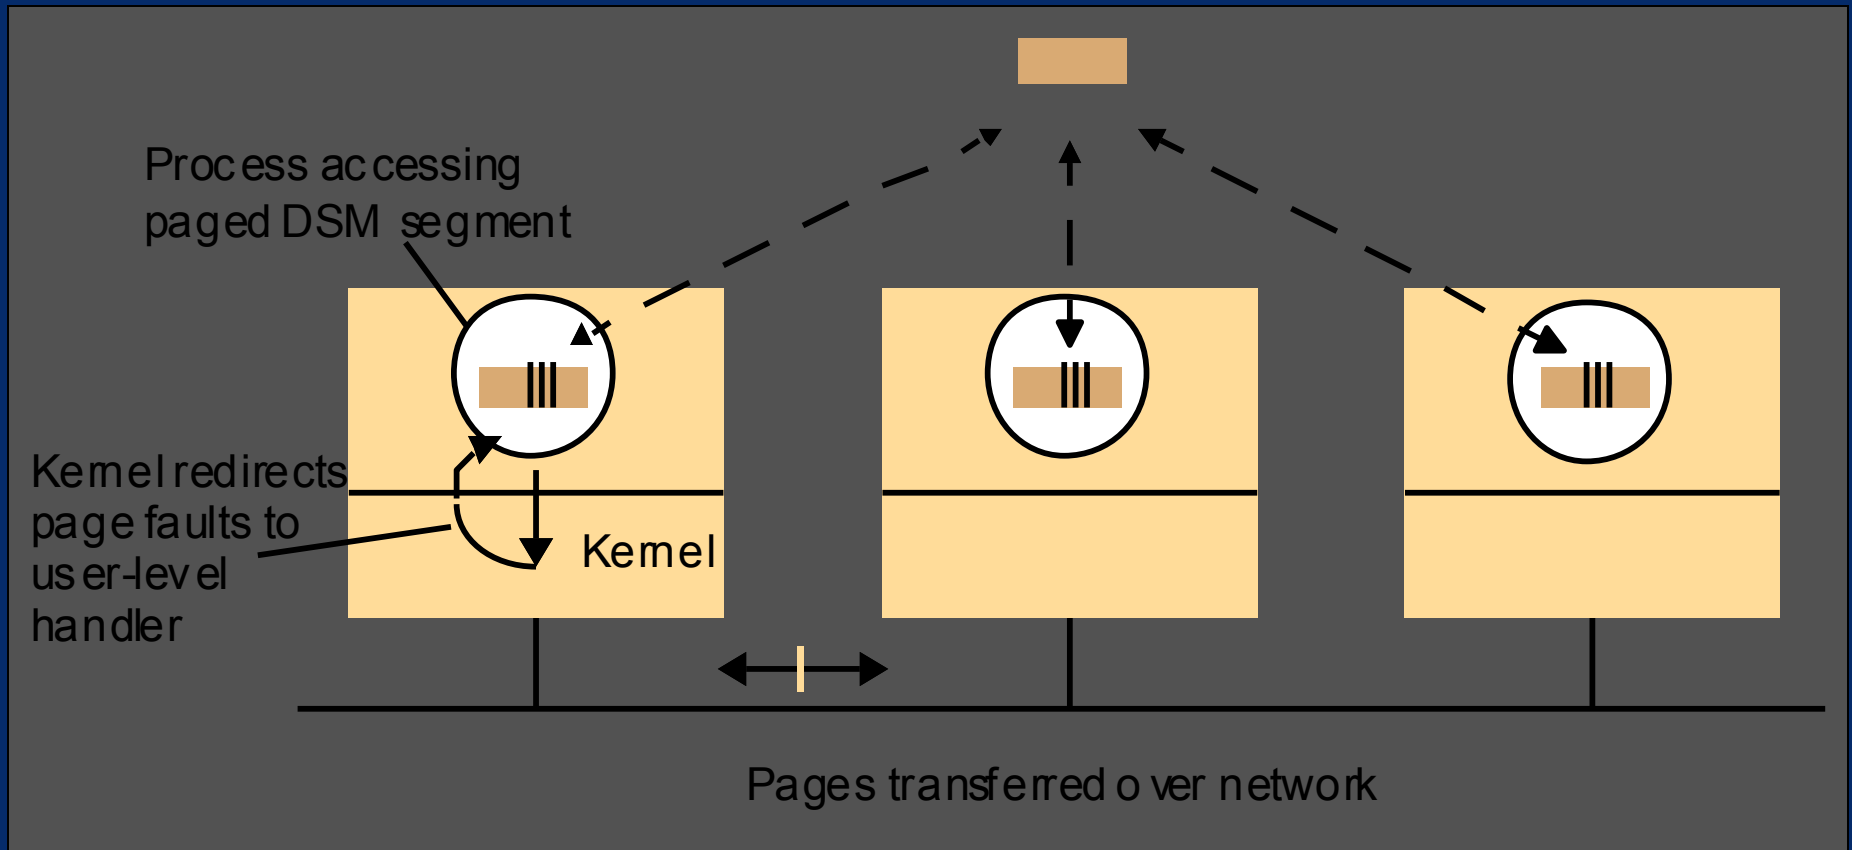 Process accessing
paged DSM segment
Kernel redirects
page faults to
user-level
handler
Kernel
Pages transferred over network